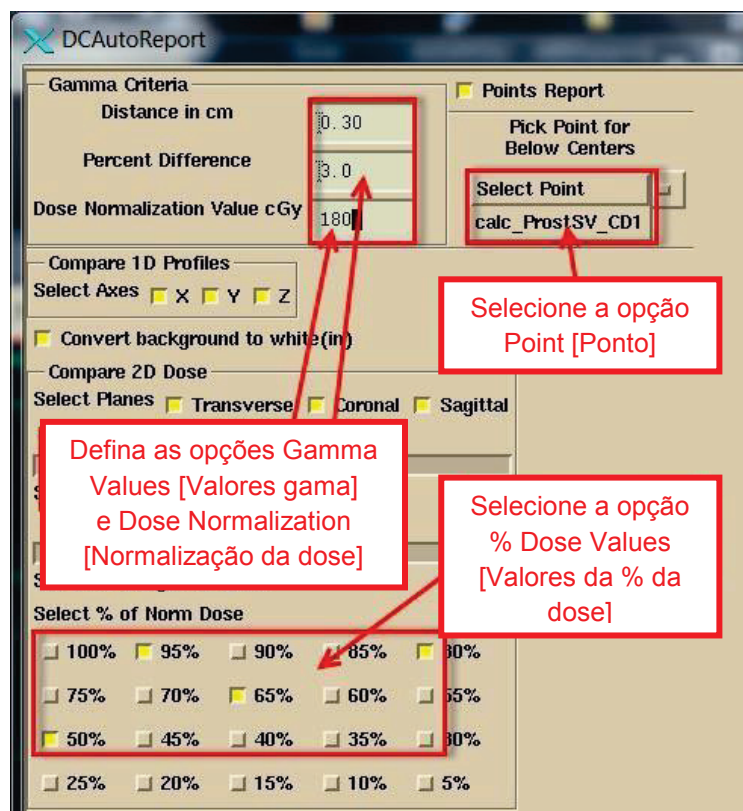 DCAutoReport
Gamma Criteria
Distance in cm
0.30
Percent Difference
3.0
Dose Normalization Value cGy
180
Points Report
Pick Point for
Below Centers
Select Point
calc_ProstSV_CD1
Compare 1D Profiles
Select Axes X Y Z
Selecione a opção
Point [Ponto]
Convert background to white(in)
Compare 2D Dose
Select Planes Transverse Coronal Sagittal
Defina as opções Gamma
Values [Valores gama]
e Dose Normalization
[Normalização da dose]
Selecione a opção
% Dose Values
[Valores da % da
dose]
Select % of Norm Dose
100% 95% 90% 85% 80%
75% 70% 65% 60% 55%
50% 45% 40% 35% 30%
25% 20% 15% 10% 5%